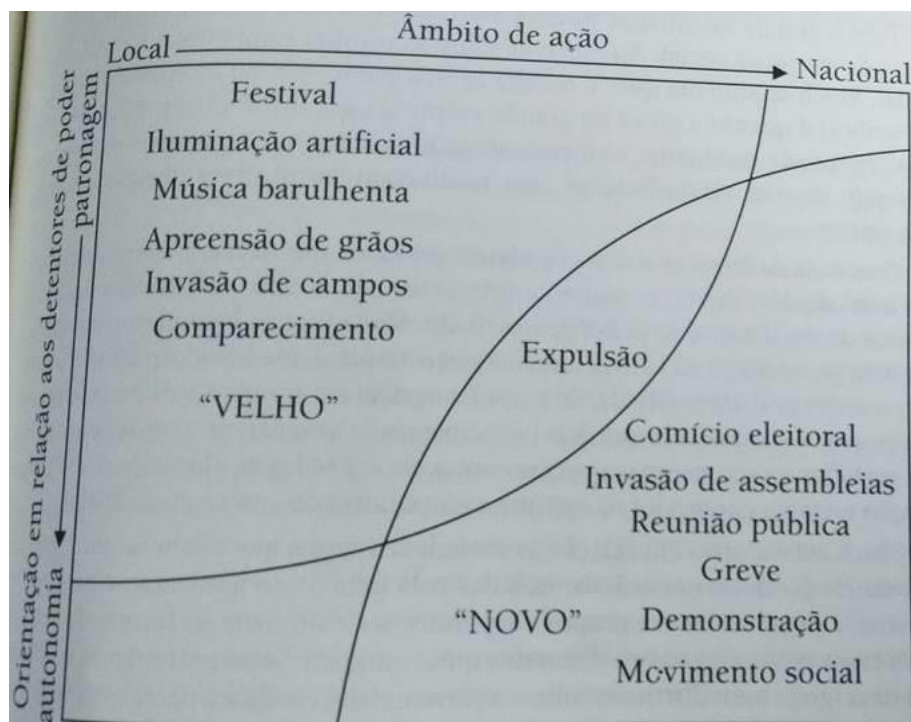 Âmbito de ação
Local
Nacional
Orientação em relação aos detentores de poder
patronagem
autonomia
Festival
Iluminação artificial
Música barulhenta
Apreensão de grãos
Invasão de campos
Comparecimento
"VELHO"
Expulsão
Comício eleitoral
Invasão de assembleias
Reunião pública
Greve
"NOVO"
Demonstração
Movimento social